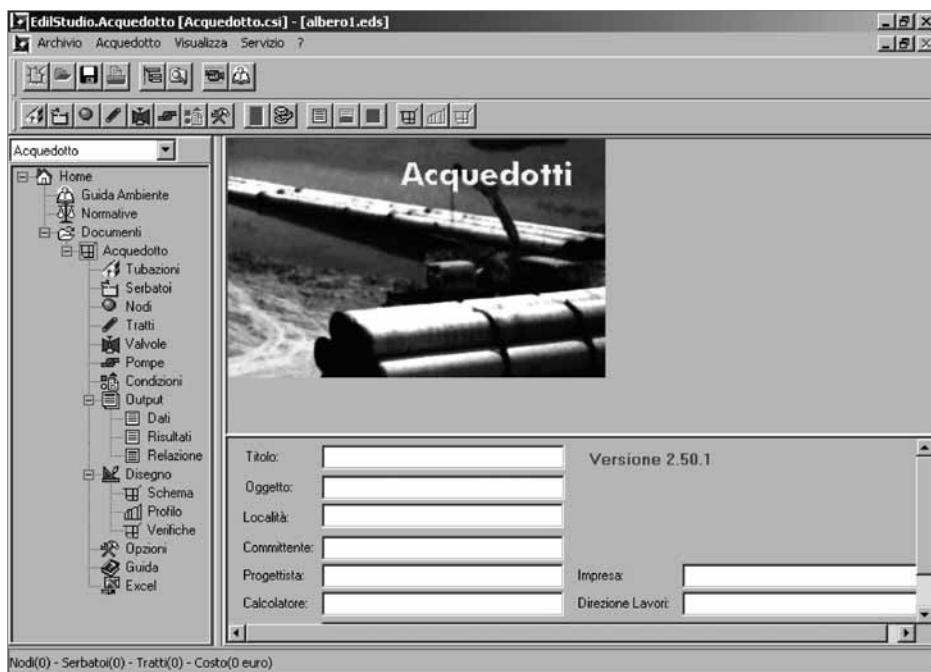 EdilStudio.Acquedotto [Acquedotto.csi] - [albero1.eds]
Archivio Acquedotto Visualizza Servizio ?
Acquedotto
Home
Guida Ambiente
Normative
Documenti
Acquedotto
Tubazioni
Serbatoi
Nodi
Tratti
Valvole
Pompe
Condizioni
Output
Dati
Risultati
Relazione
Disegno
Schema
Profilo
Verifiche
Opzioni
Guida
Excel
Acquedotti
Titolo:
Versione 2.50.1
Oggetto:
Località:
Committente:
Progettista:
Impresa:
Calcolatore:
Direzione Lavori:
Nodi(0) - Serbatoi(0) - Tratti(0) - Costo(0 euro)